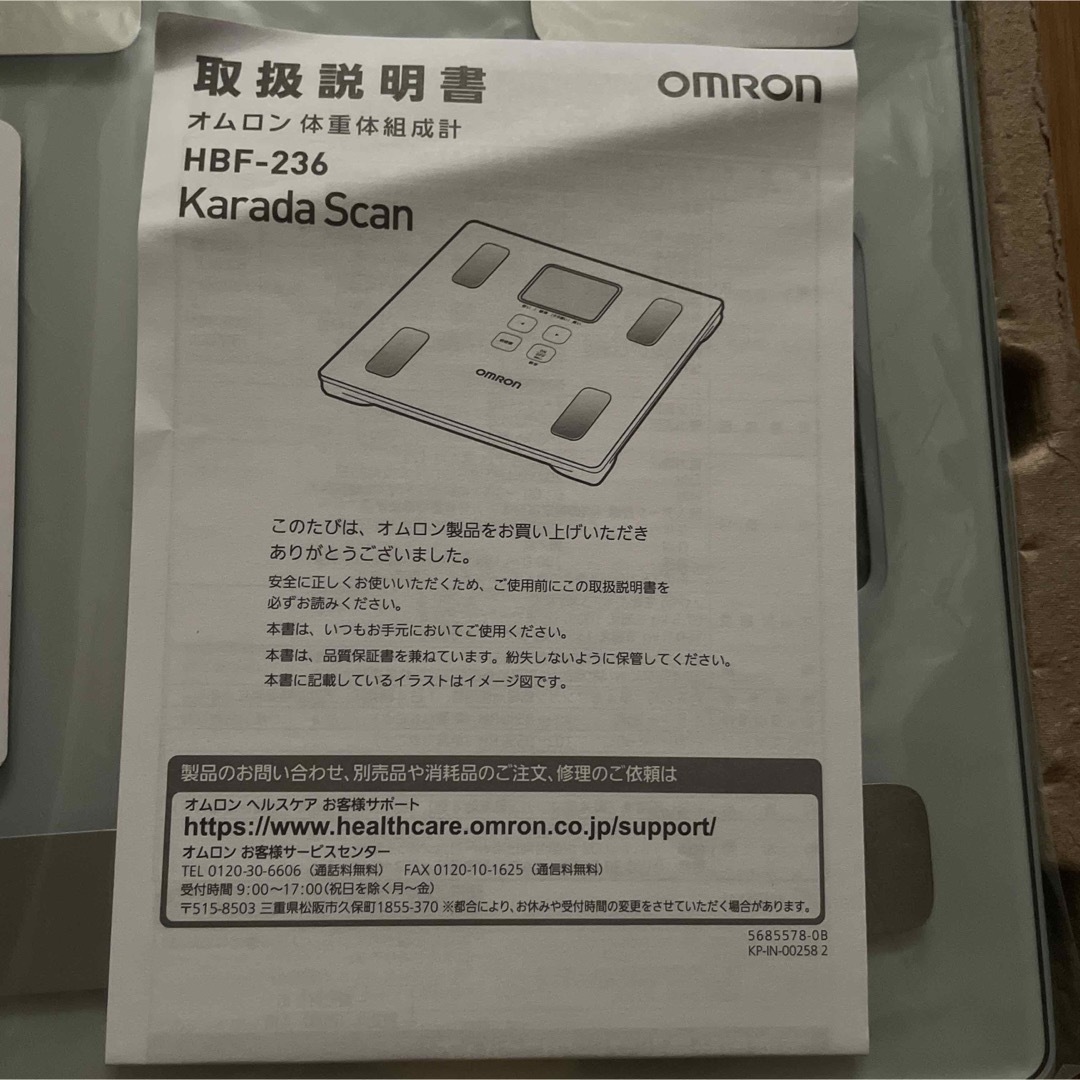 取扱説明書
OMRON
オムロン 体重体組成計
HBF-236
Karada Scan
OMRON
このたびは、オムロン製品をお買い上げいただき
ありがとうございました。
安全に正しくお使いいただくため、ご使用前にこの取扱説明書を
必ずお読みください。
本書は、いつもお手元においてご使用ください。
本書は、品質保証書を兼ねています。紛失しないように保管してください。
本書に記載しているイラストはイメージ図です。
製品のお問い合わせ、別売品や消耗品のご注文、修理のご依頼は
オムロン ヘルスケア お客様サポート
https://www.healthcare.omron.co.jp/support/
オムロン お客様サービスセンター
TEL 0120-30-6606（通話料無料） FAX 0120-10-1625（通信料無料）
受付時間 9:00〜17:00(祝日を除く月〜金)
〒515-8503 三重県松阪市久保町1855-370 ※都合により、お休みや受付時間の変更をさせていただく場合があります。
5685578-0B
KP-IN-00258 2